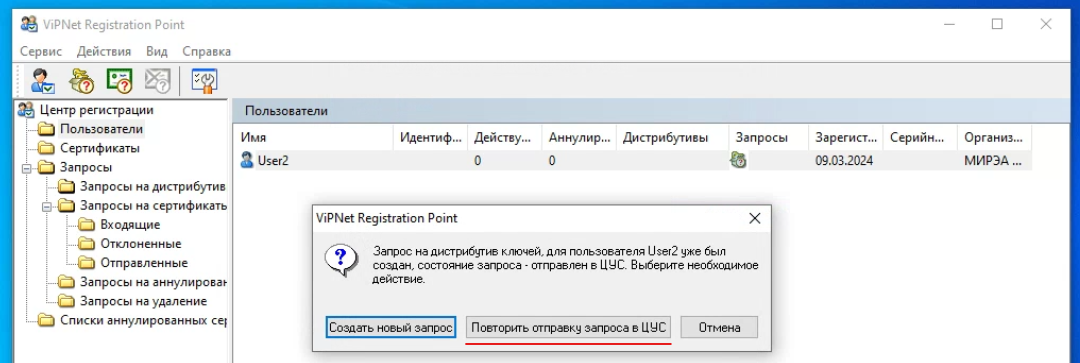 ViPNet Registration Point
Сервис Действия Вид Справка
Центр регистрации
Пользователи
Сертификаты
Запросы
Запросы на дистрибутив
Запросы на сертификать
Входящие
Отклоненные
Отправленные
Запросы на аннулирован
Запросы на удаление
Списки аннулированных сер
Пользователи
Имя Идентиф... Действу... Аннулир... Дистрибутивы Запросы Зарегист... Серийн... Организ...
User2 0 0 09.03.2024 МИРЭА ...
ViPNet Registration Point
Запрос на дистрибутив ключей, для пользователя User2 уже был
создан, состояние запроса - отправлен в ЦУС. Выберите необходимое
действие.
Создать новый запрос Повторить отправку запроса в ЦУС Отмена